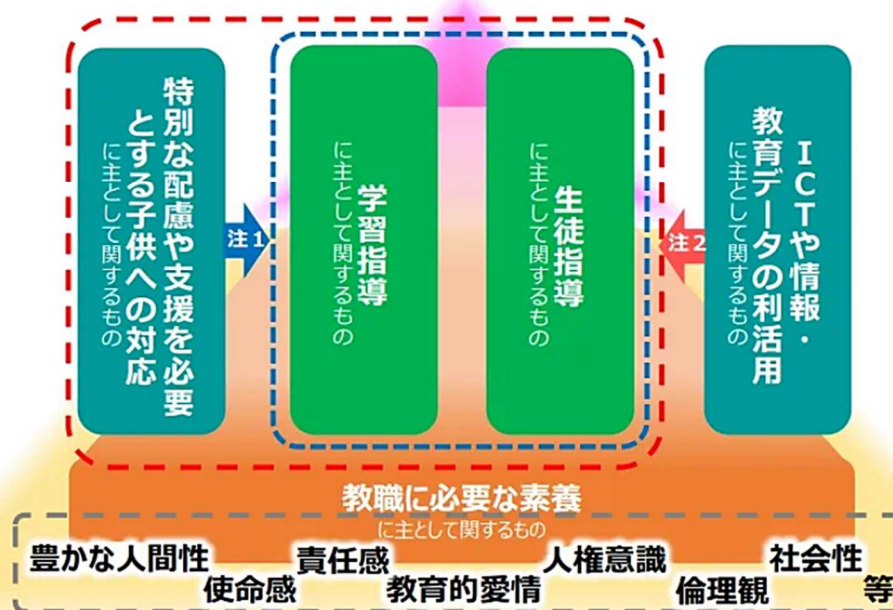 特別な配慮や支援を必要
とする子供への対応
に主として関するもの
注1
学習指導
に主として関するもの
生徒指導
に主として関するもの
注2
ICTや情報・
教育データの利活用
に主として関するもの
教職に必要な素養
に主として関するもの
豊かな人間性
使命感
責任感
教育的愛情
人権意識
倫理観
社会性
等